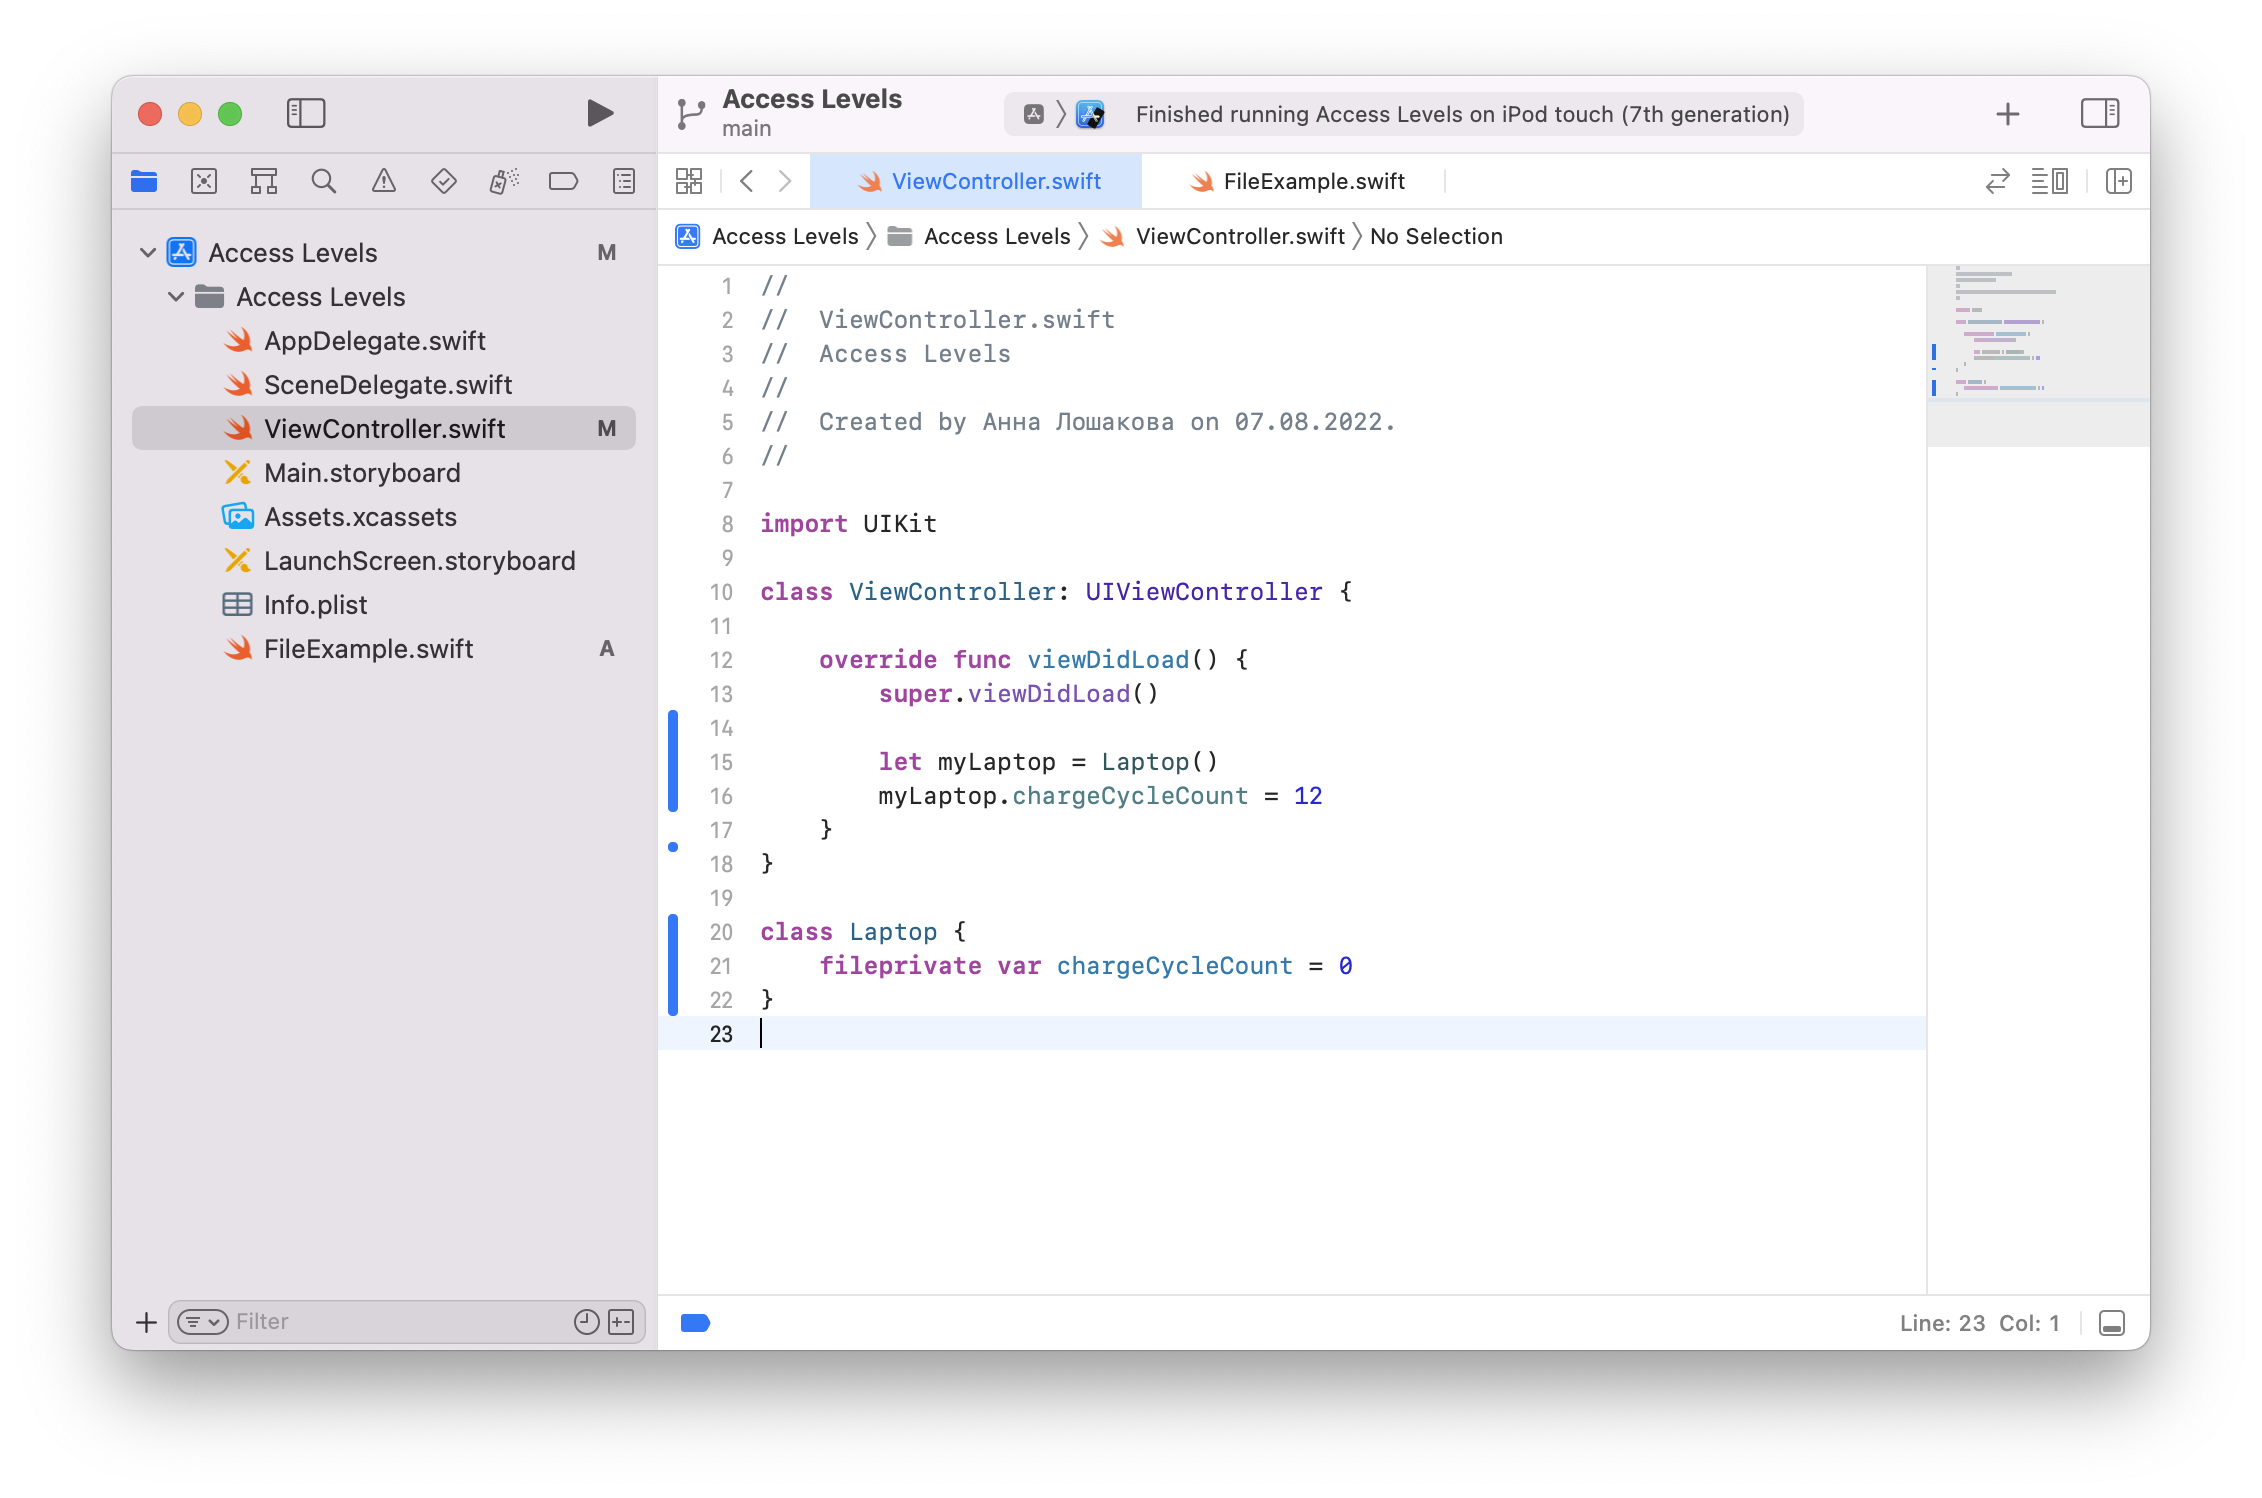 Access Levels
main
Finished running Access Levels on iPod touch (7th generation)
ViewController.swift
FileExample.swift
Access Levels
Access Levels
ViewController.swift
No Selection
Access Levels M
Access Levels
AppDelegate.swift
SceneDelegate.swift
ViewController.swift M
Main.storyboard
Assets.xcassets
LaunchScreen.storyboard
Info.plist
FileExample.swift A
Filter
1 //
2 //  ViewController.swift
3 //  Access Levels
4 //
5 //  Created by Анна Лошакова on 07.08.2022.
6 //
7
8 import UIKit
9
10 class ViewController: UIViewController {
11
12     override func viewDidLoad() {
13         super.viewDidLoad()
14
15         let myLaptop = Laptop()
16         myLaptop.chargeCycleCount = 12
17     }
18 }
19
20 class Laptop {
21     fileprivate var chargeCycleCount = 0
22 }
23
Line: 23  Col: 1